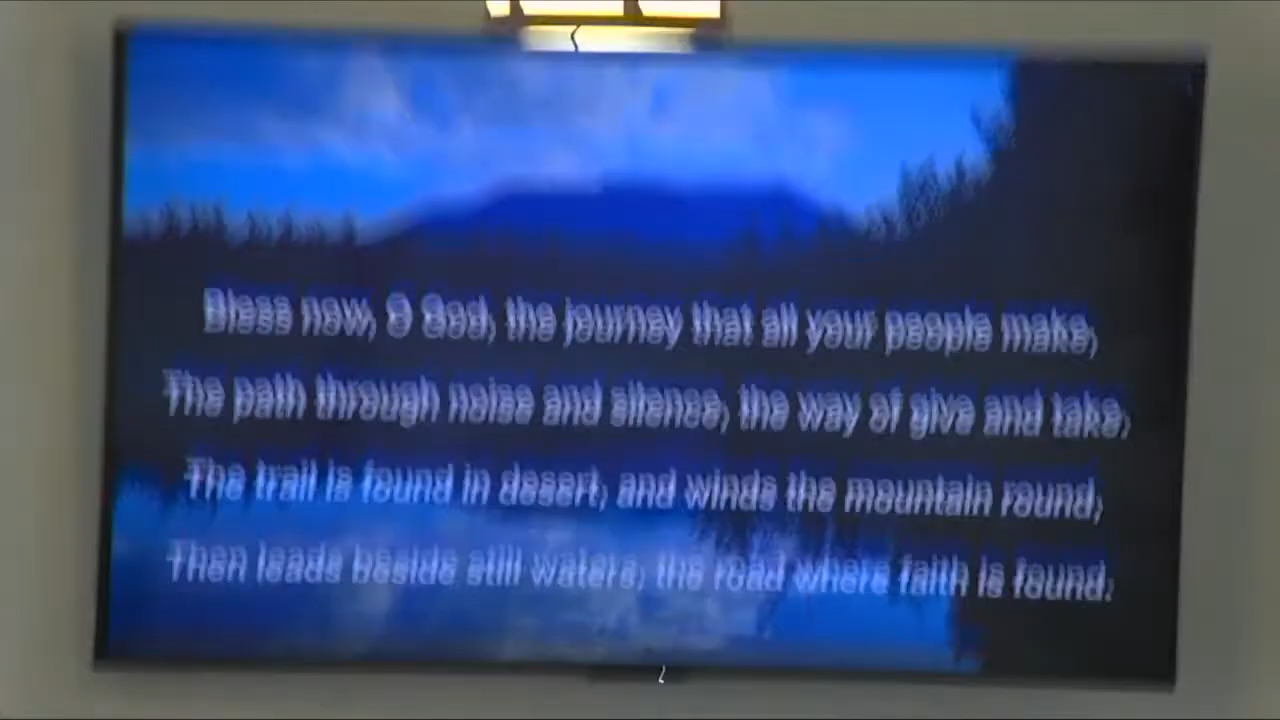 Bless now, O God, the journey that all your people make,
The path through noise and silence, the way of give and take.
The trail is found in desert, and winds the mountain round,
Then leads beside still waters, the road where faith is found.